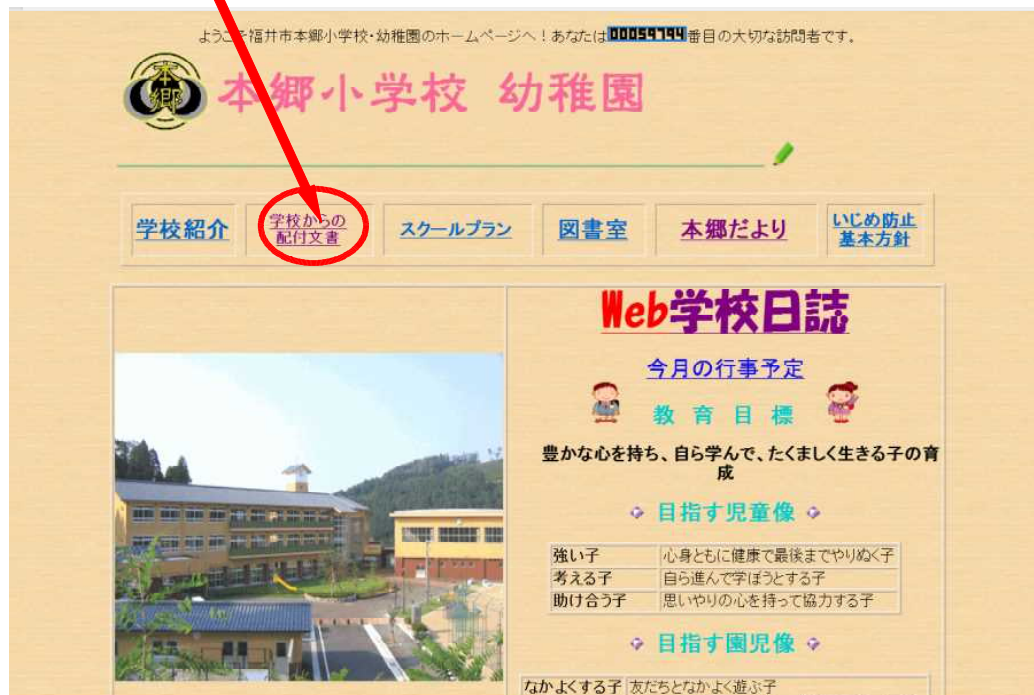 ようこそ福井市本郷小学校・幼稚園のホームページへ!あなたは00059794番目の大切な訪問者です。
本郷
本郷小学校 幼稚園
学校紹介
学校からの
配付文書
スクールプラン
図書室
本郷だより
いじめ防止
基本方針
Web学校日誌
今月の行事予定
教育目標
豊かな心を持ち、自ら学んで、たくましく生きる子の育
成
目指す児童像
強い子 心身ともに健康で最後までやりぬく子
考える子 自ら進んで学ぼうとする子
助け合う子 思いやりの心を持って協力する子
目指す園児像
なかよくする子 友だちとなかよく遊ぶ子